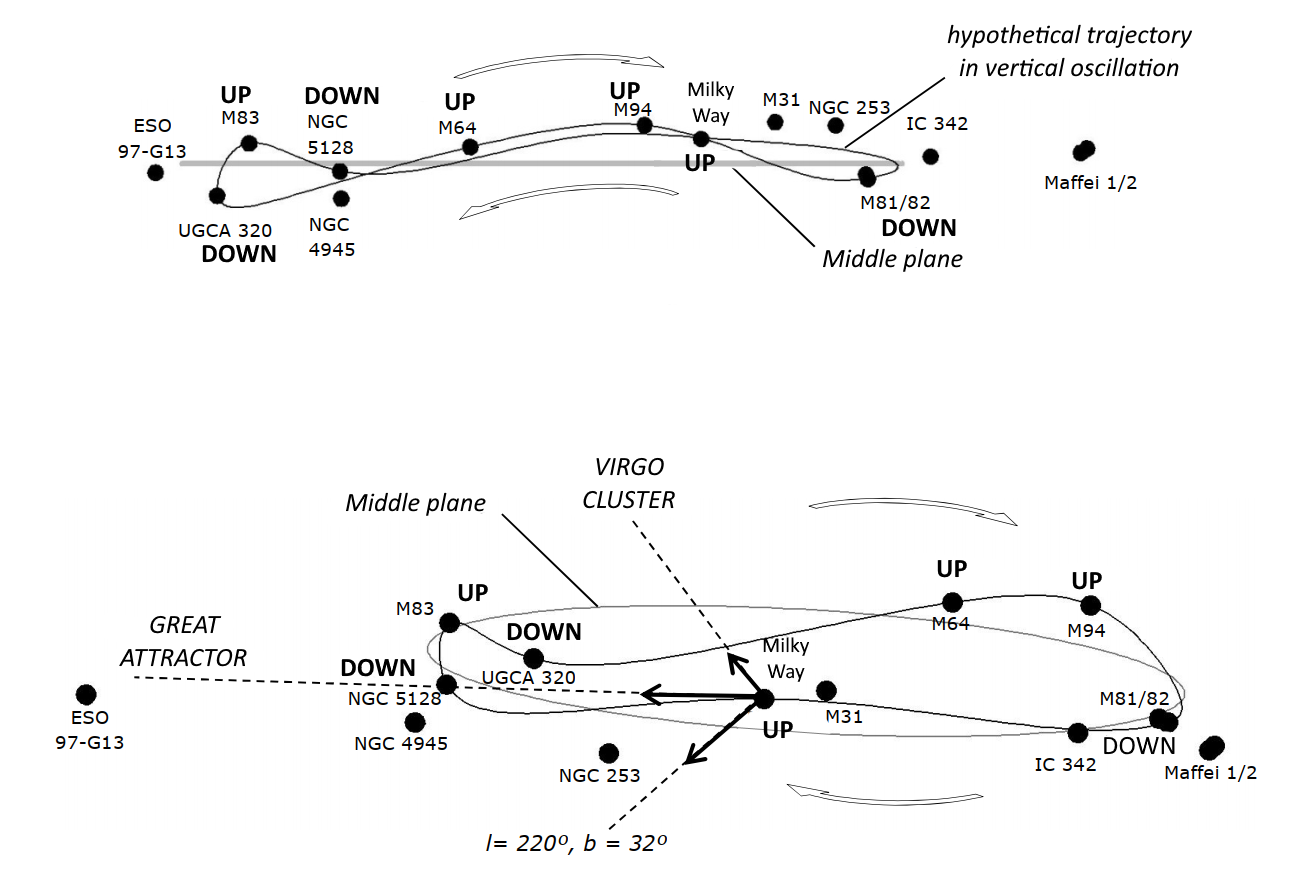 hypothetical trajectory
in vertical oscillation
UP
M83
DOWN
NGC
5128
UP
M64
UP
M94
Milky
Way
UP
M31
NGC 253
IC 342
ESO
97-G13
Maffei 1/2
M81/82
DOWN
UGCA 320
DOWN
NGC
4945
Middle plane
VIRGO
CLUSTER
Middle plane
UP
M64
UP
M94
M83
UP
GREAT
ATTRACTOR
DOWN
UGCA 320
Milky
Way
DOWN
NGC 5128
M81/82
ESO
97-G13
NGC 4945
UP
M31
DOWN
IC 342
Maffei 1/2
NGC 253
l= 220º, b = 32º